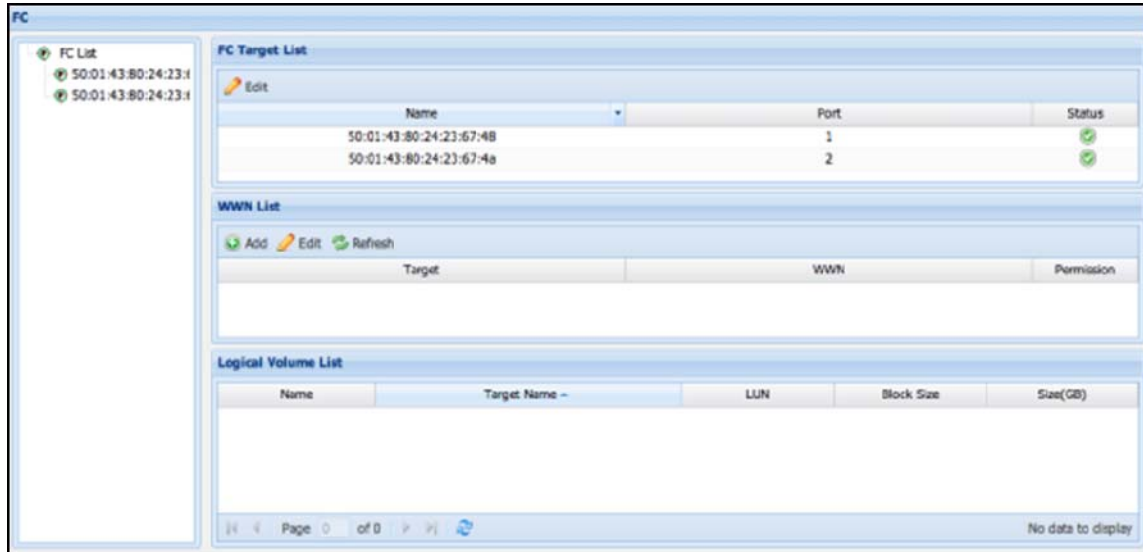 FC
FC List
50:01:43:80:24:23:
50:01:43:80:24:23:
FC Target List
Edit
Name Port Status
50:01:43:80:24:23:67:48 1
50:01:43:80:24:23:67:4a 2
WWN List
Add Edit Refresh
Target WWN Permission
Logical Volume List
Name Target Name LUN Block Size Size(GB)
Page 0 of 0 No data to display